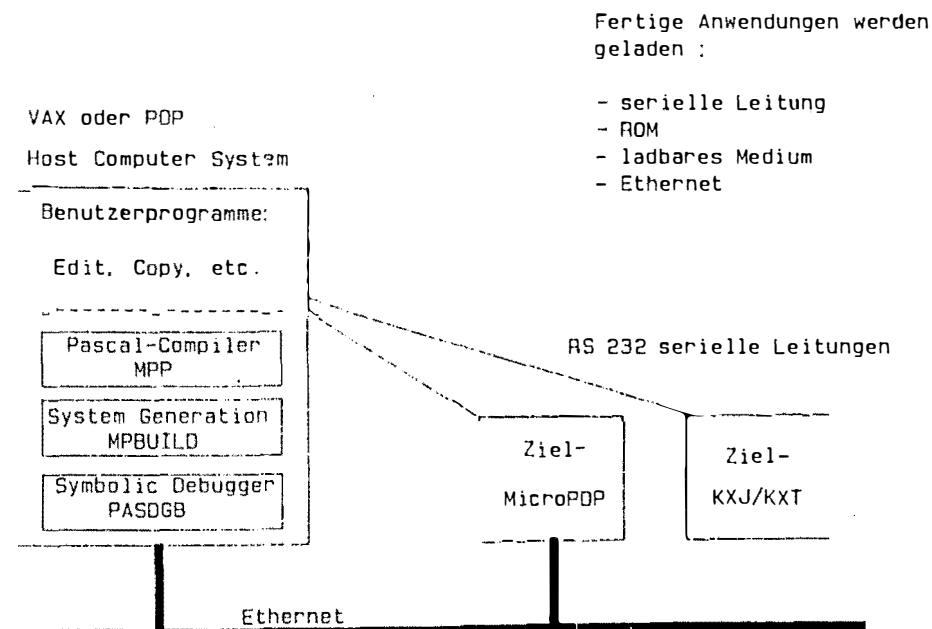 Fertige Anwendungen werden
geladen :
- serielle Leitung
- ROM
- ladbares Medium
- Ethernet
VAX oder PDP
Host Computer System
Benutzerprogramme:
Edit, Copy, etc.
Pascal-Compiler
MPP
System Generation
MPBUILD
Symbolic Debugger
PASDGB
RS 232 serielle Leitungen
Ziel-
MicroPDP
Ziel-
KXJ/KXT
Ethernet